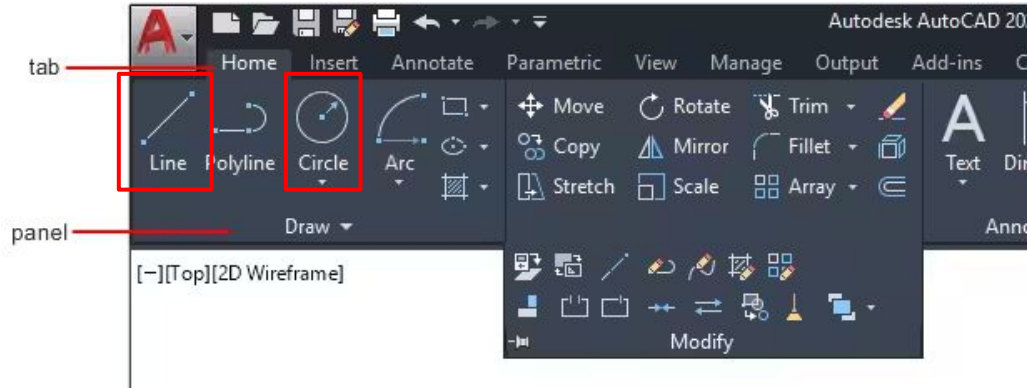 Autodesk AutoCAD 202
tab
Home Insert Annotate Parametric View Manage Output Add-ins
Line Polyline Circle Arc
Move Rotate Trim
Copy Mirror Fillet
Stretch Scale Array
Text
panel
Draw
[−][Top][2D Wireframe]
Modify